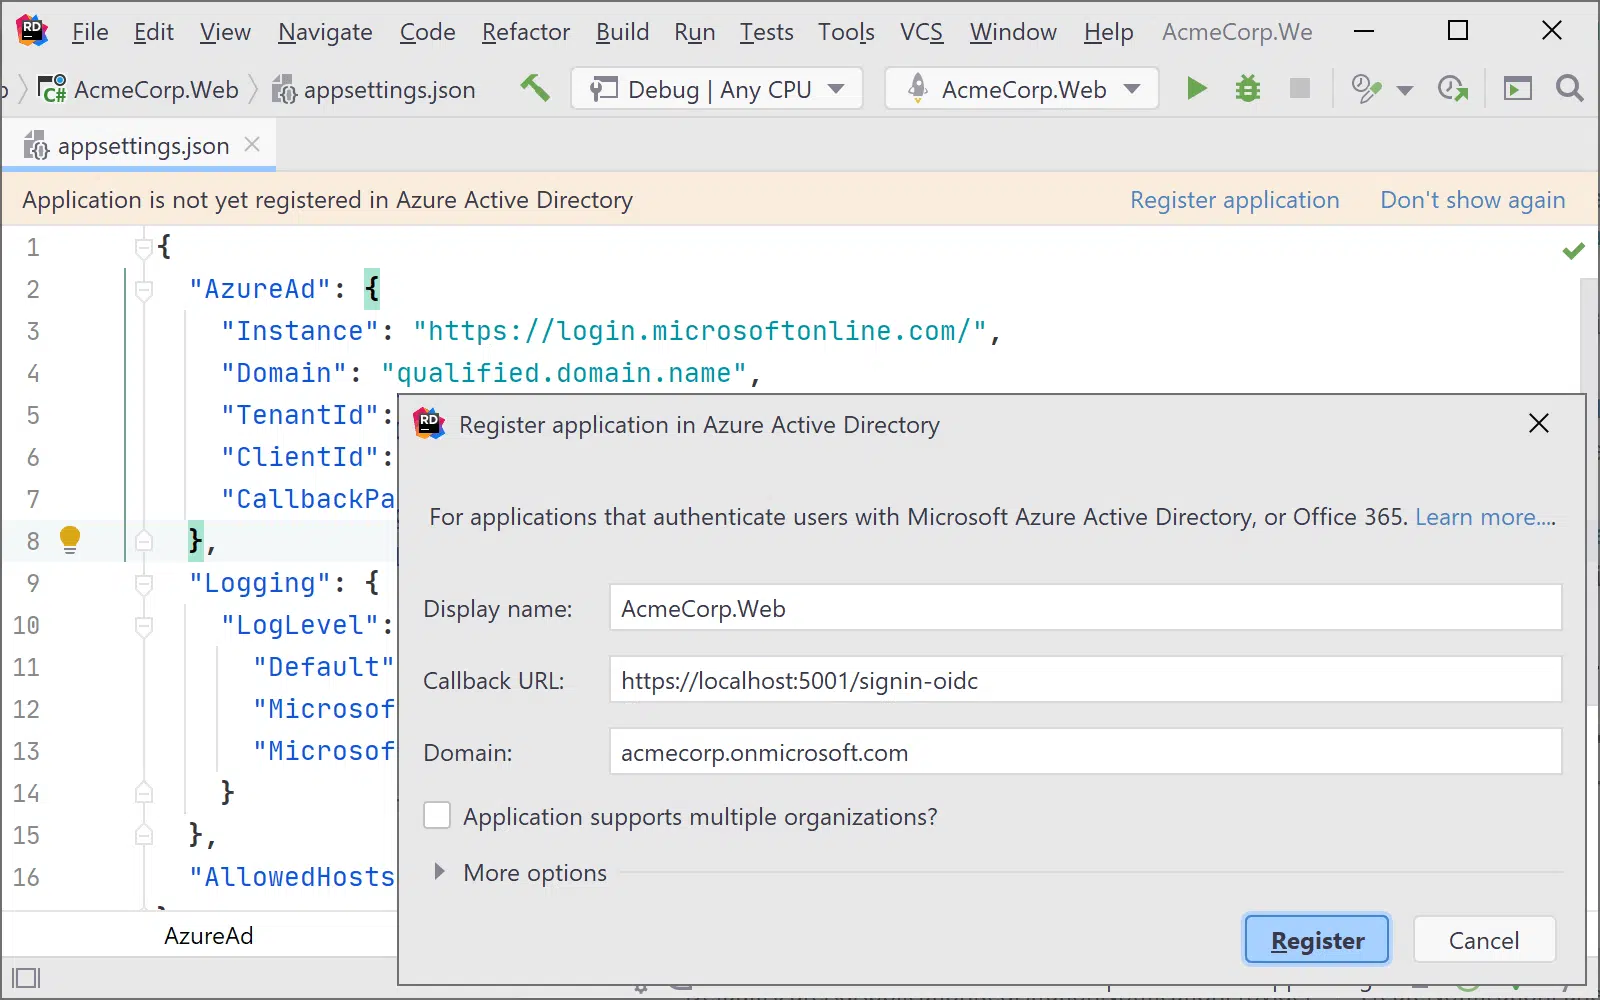 File Edit View Navigate Code Refactor Build Run Tests Tools VCS Window Help AcmeCorp.We
AcmeCorp.Web appsettings.json Debug | Any CPU AcmeCorp.Web
appsettings.json
Application is not yet registered in Azure Active Directory Register application Don't show again
1 {
2 "AzureAd": {
3 "Instance": "https://login.microsoftonline.com/",
4 "Domain": "qualified.domain.name",
5 "TenantId":
6 "ClientId":
7 "CallbackPa
8 },
9 "Logging": {
10 "LogLevel":
11 "Default"
12 "Microsof
13 "Microsof
14 }
15 },
16 "AllowedHosts
AzureAd
Register application in Azure Active Directory
For applications that authenticate users with Microsoft Azure Active Directory, or Office 365. Learn more....
Display name: AcmeCorp.Web
Callback URL: https://localhost:5001/signin-oidc
Domain: acmecorp.onmicrosoft.com
Application supports multiple organizations?
More options
Register Cancel